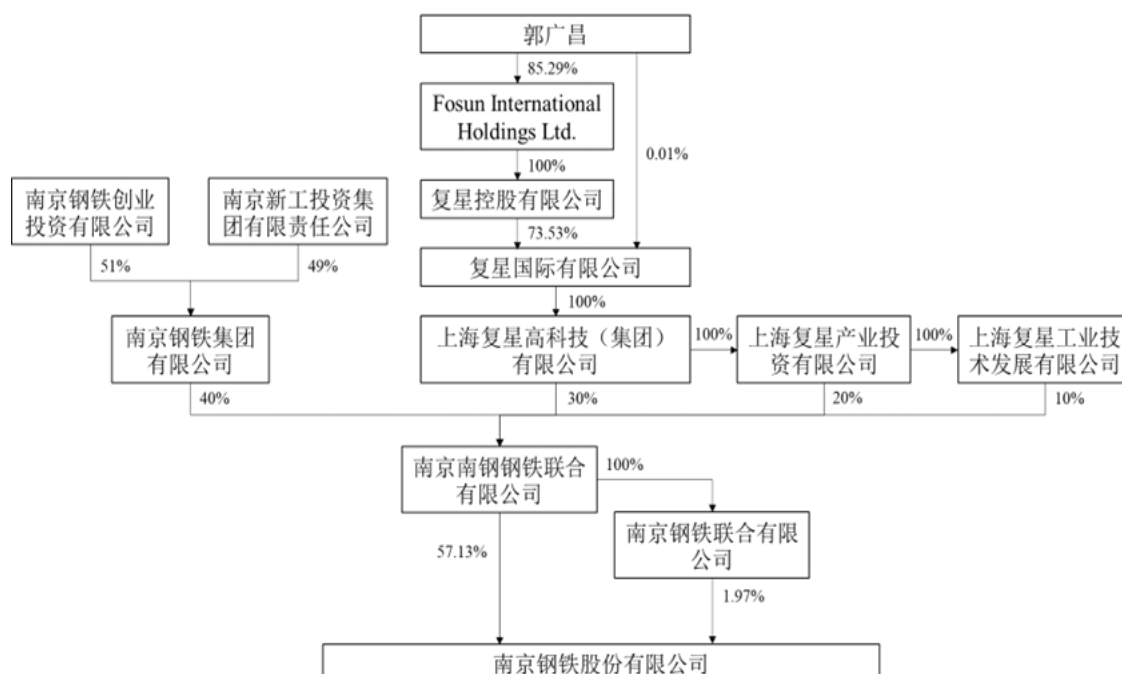 郭广昌
85.29%
Fosun International
Holdings Ltd.
0.01%
100%
南京钢铁创业
投资有限公司
南京新工投资集
团有限责任公司
复星控股有限公司
73.53%
51%
49%
复星国际有限公司
100%
南京钢铁集团
有限公司
上海复星高科技（集团）
有限公司
100%
上海复星产业投
资有限公司
100%
上海复星工业技
术发展有限公司
40%
30%
20%
10%
南京南钢钢铁联合
有限公司
100%
南京钢铁联合有限
公司
57.13%
1.97%
南京钢铁股份有限公司